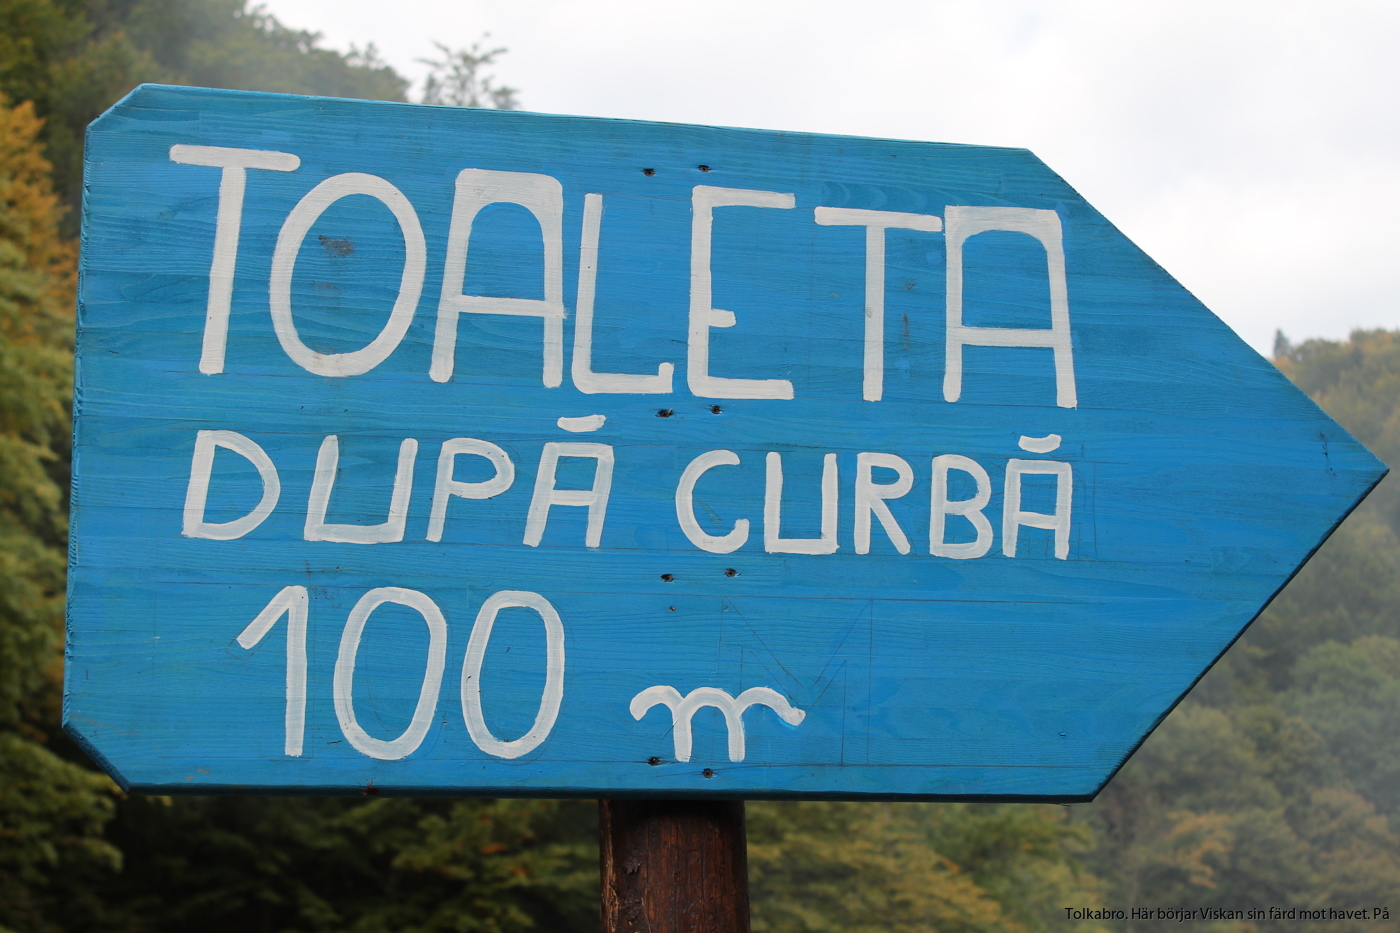 TOALETA
DUPĂ CURBĂ
100 m
Tolkabro. Här börjar Viskan sin färd mot havet. På